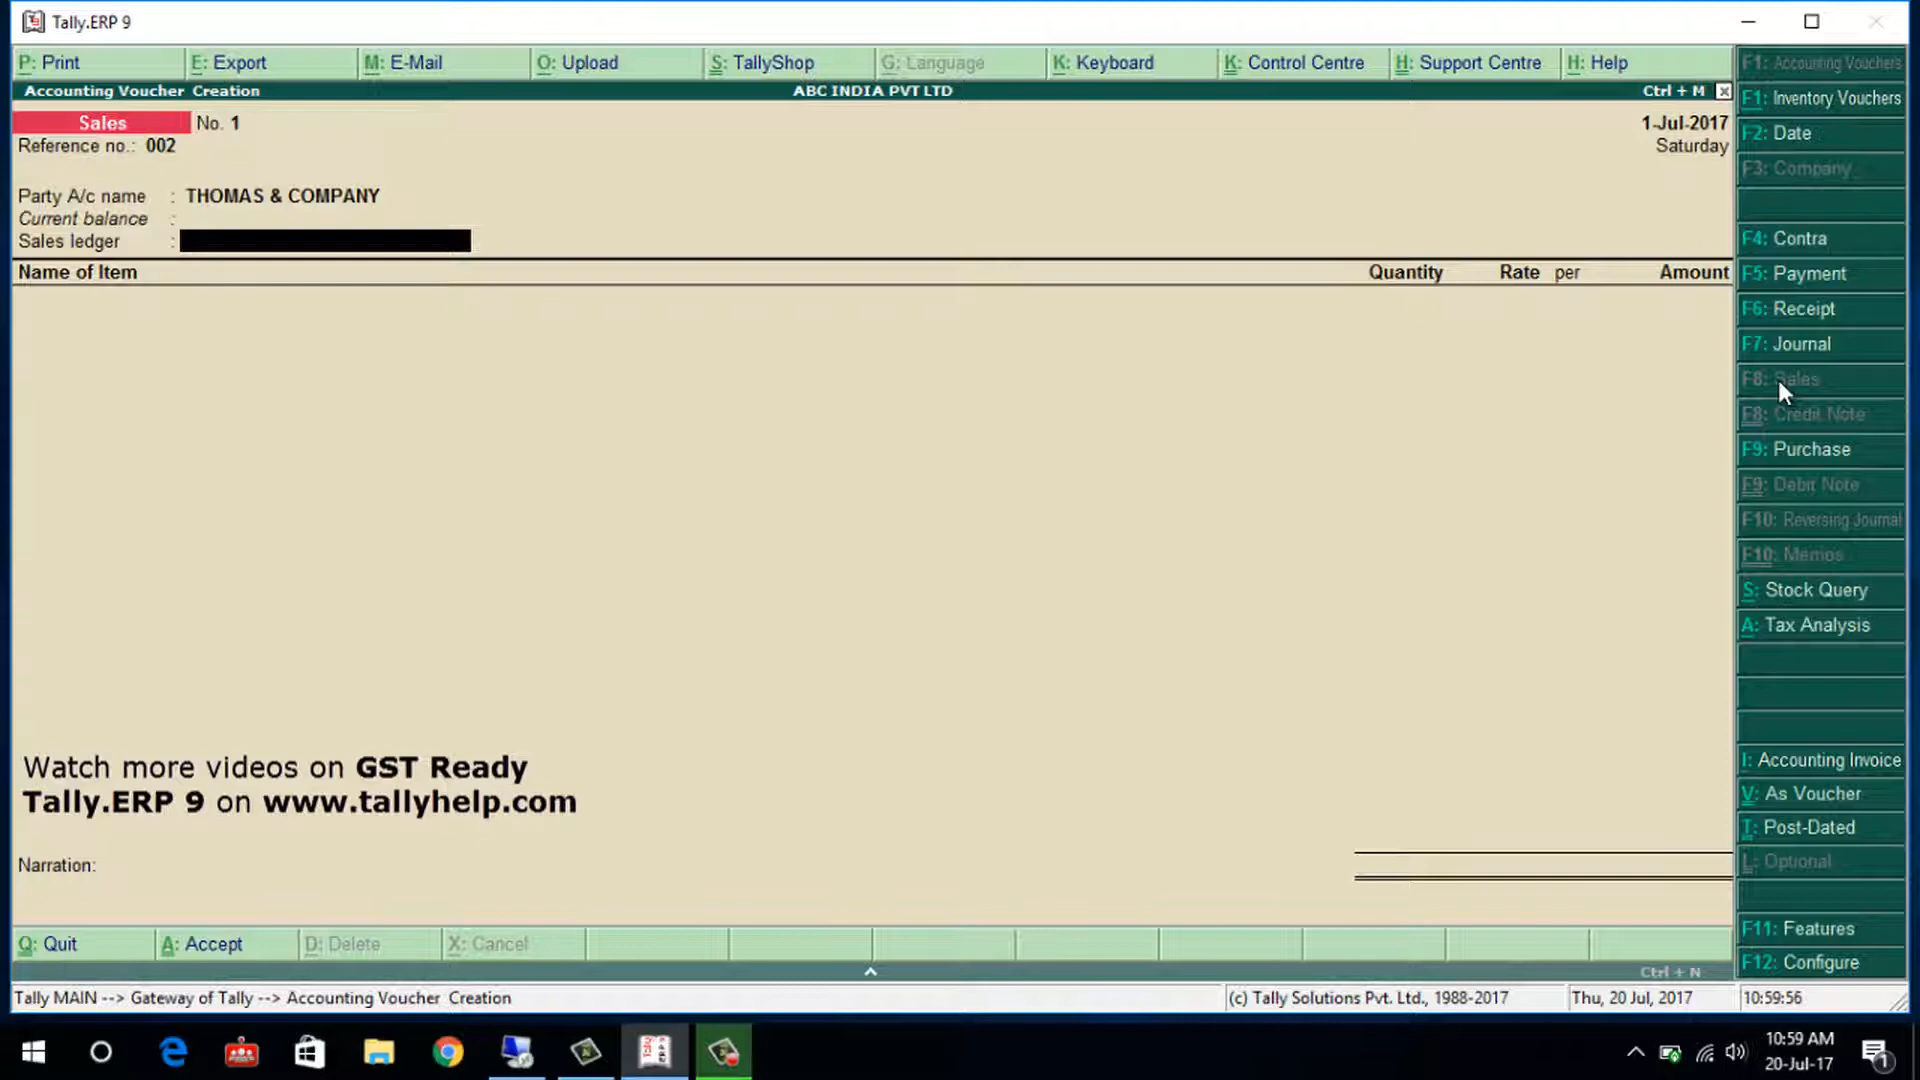 Tally.ERP 9
P: Print E: Export M: E-Mail O: Upload S: TallyShop G: Language K: Keyboard K: Control Centre H: Support Centre H: Help
Accounting Voucher Creation ABC INDIA PVT LTD Ctrl + M
Sales No. 1 1-Jul-2017
Reference no.: 002 Saturday
Party A/c name : THOMAS & COMPANY
Current balance :
Sales ledger :
Name of Item Quantity Rate per Amount
Watch more videos on GST Ready
Tally.ERP 9 on www.tallyhelp.com
Narration:
F1: Accounting Vouchers
F1: Inventory Vouchers
F2: Date
F3: Company
F4: Contra
F5: Payment
F6: Receipt
F7: Journal
F8: Sales
F8: Credit Note
F9: Purchase
F9: Debit Note
F10: Reversing Journal
F10: Memos
S: Stock Query
A: Tax Analysis
I: Accounting Invoice
V: As Voucher
T: Post-Dated
L: Optional
F11: Features
F12: Configure
Q: Quit A: Accept D: Delete X: Cancel
Ctrl + N
Tally MAIN --> Gateway of Tally --> Accounting Voucher Creation (c) Tally Solutions Pvt. Ltd., 1988-2017 Thu, 20 Jul, 2017 10:59:56
Tally ERP 9
10:59 AM
20-Jul-17
1